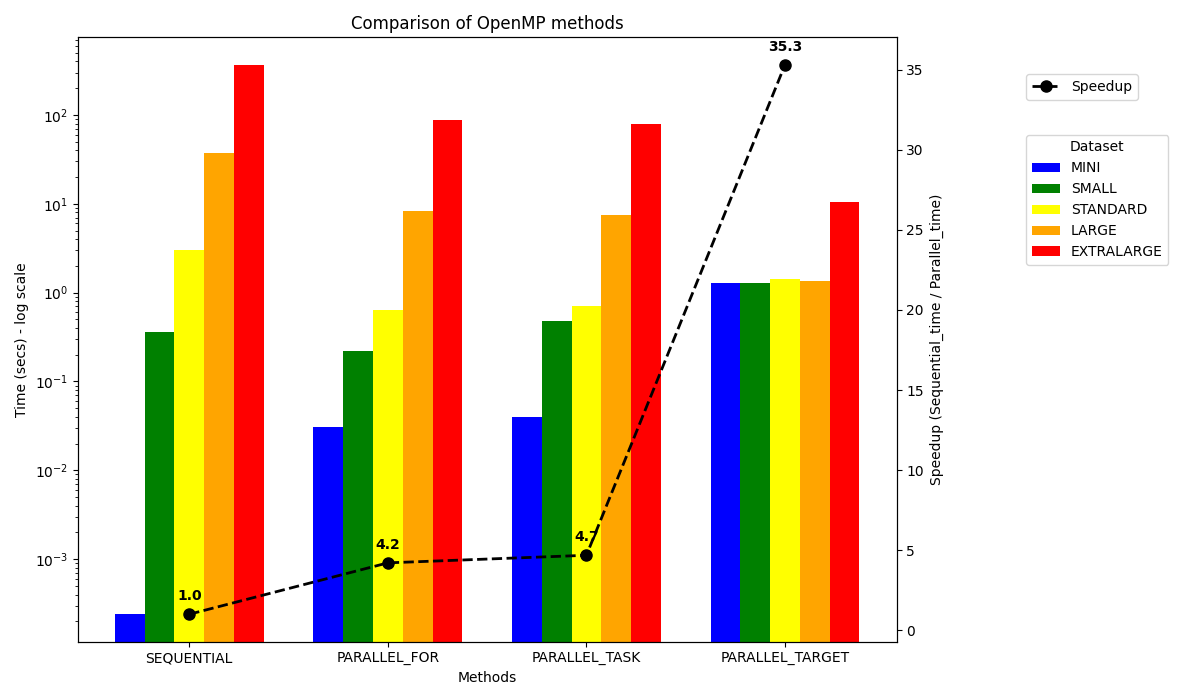 Comparison of OpenMP methods
Time (secs) - log scale
10²
10¹
10⁰
10⁻¹
10⁻²
10⁻³
1.0
4.2
4.7
35.3
35
30
25
20
15
10
5
0
Speedup (Sequential_time / Parallel_time)
SEQUENTIAL
PARALLEL_FOR
PARALLEL_TASK
PARALLEL_TARGET
Methods
Speedup
Dataset
MINI
SMALL
STANDARD
LARGE
EXTRALARGE